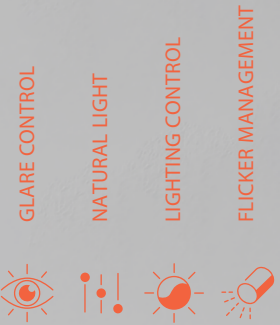 GLARE CONTROL
NATURAL LIGHT
LIGHTING CONTROL
FLICKER MANAGEMENT